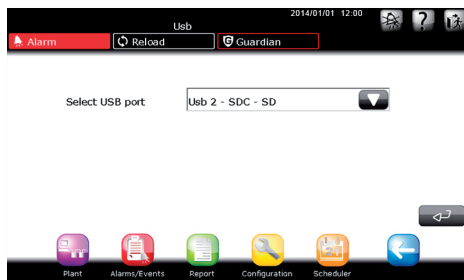 2014/01/01 12:00
Usb
Alarm
Reload
Guardian
Select USB port
Usb 2 - SDC - SD
Plant
Alarms/Events
Report
Configuration
Scheduler